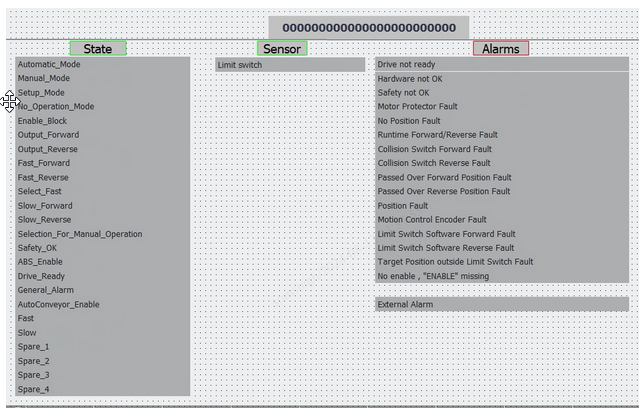 000000000000000000000000
State
Automatic_Mode
Manual_Mode
Setup_Mode
No_Operation_Mode
Enable_Block
Output_Forward
Output_Reverse
Fast_Forward
Fast_Reverse
Select_Fast
Slow_Forward
Slow_Reverse
Selection_For_Manual_Operation
Safety_OK
ABS_Enable
Drive_Ready
General_Alarm
AutoConveyor_Enable
Fast
Slow
Spare_1
Spare_2
Spare_3
Spare_4
Sensor
Limit switch
Alarms
Drive not ready
Hardware not OK
Safety not OK
Motor Protector Fault
No Position Fault
Runtime Forward/Reverse Fault
Collision Switch Forward Fault
Collision Switch Reverse Fault
Passed Over Forward Position Fault
Passed Over Reverse Position Fault
Position Fault
Motion Control Encoder Fault
Limit Switch Software Forward Fault
Limit Switch Software Reverse Fault
Target Position outside Limit Switch Fault
No enable , "ENABLE" missing
External Alarm